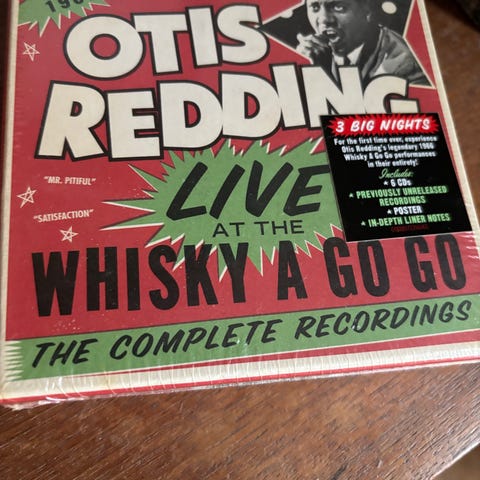 OTIS
REDDING
3 BIG NIGHTS
For the first time ever, experience
Otis Redding's legendary 1966
Whisky A Go Go performances
in their entirety!
Includes:
★ 6 CDs
★ PREVIOUSLY UNRELEASED
RECORDINGS
★ POSTER
★ IN-DEPTH LINER NOTES
"MR. PITIFUL"
"SATISFACTION"
LIVE
AT THE
WHISKY A GO GO
THE COMPLETE RECORDINGS